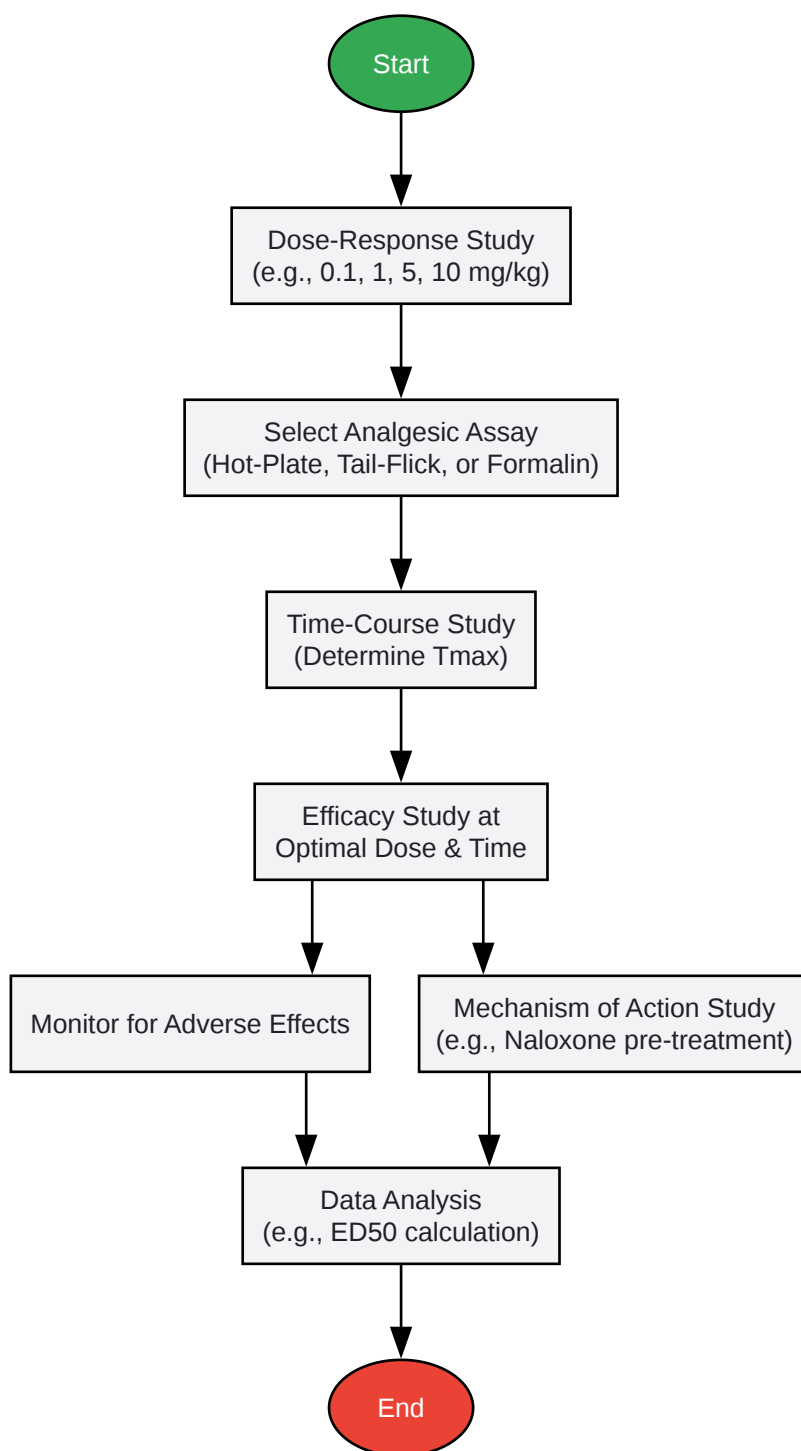 Start
Dose-Response Study
(e.g., 0.1, 1, 5, 10 mg/kg)
Select Analgesic Assay
(Hot-Plate, Tail-Flick, or Formalin)
Time-Course Study
(Determine Tmax)
Efficacy Study at
Optimal Dose & Time
Monitor for Adverse Effects
Mechanism of Action Study
(e.g., Naloxone pre-treatment)
Data Analysis
(e.g., ED50 calculation)
End